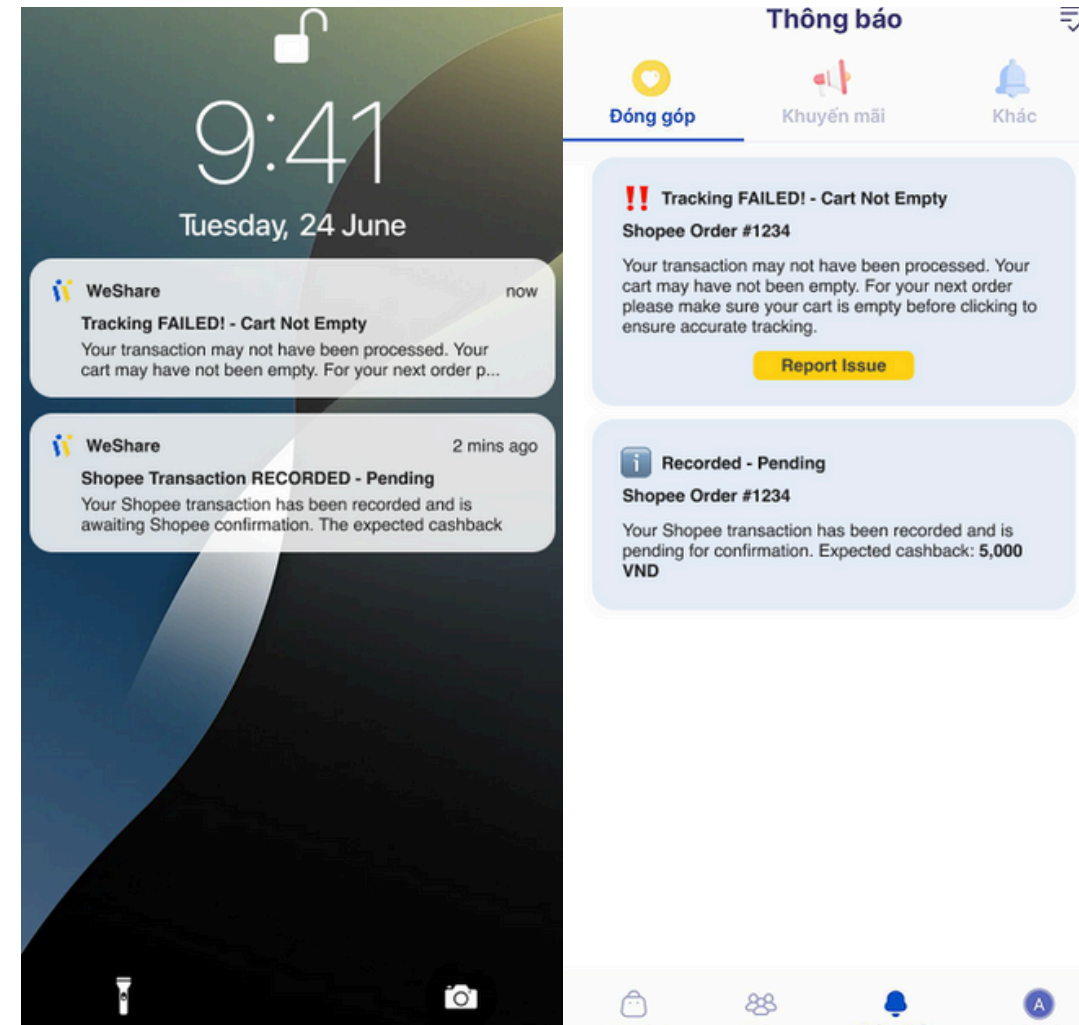 9:41
Tuesday, 24 June
WeShare
now
Tracking FAILED! - Cart Not Empty
Your transaction may not have been processed. Your
cart may have not been empty. For your next order p...
WeShare
2 mins ago
Shopee Transaction RECORDED - Pending
Your Shopee transaction has been recorded and is
awaiting Shopee confirmation. The expected cashback
Thông báo
Đóng góp
Khuyến mãi
Khác
‼️ Tracking FAILED! - Cart Not Empty
Shopee Order #1234
Your transaction may not have been processed. Your
cart may have not been empty. For your next order
please make sure your cart is empty before clicking to
ensure accurate tracking.
Report Issue
ℹ️ Recorded - Pending
Shopee Order #1234
Your Shopee transaction has been recorded and is
pending for confirmation. Expected cashback: 5,000
VND
A